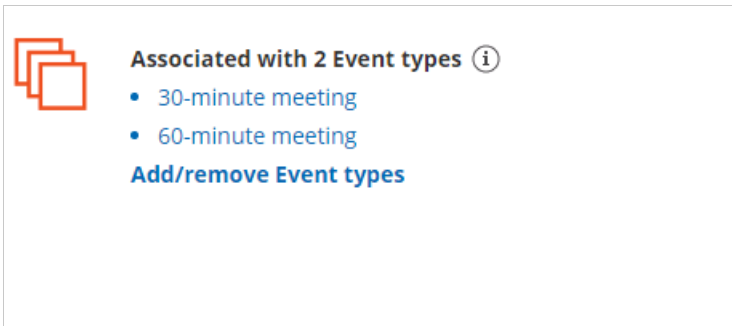 Associated with 2 Event types
• 30-minute meeting
• 60-minute meeting
Add/remove Event types